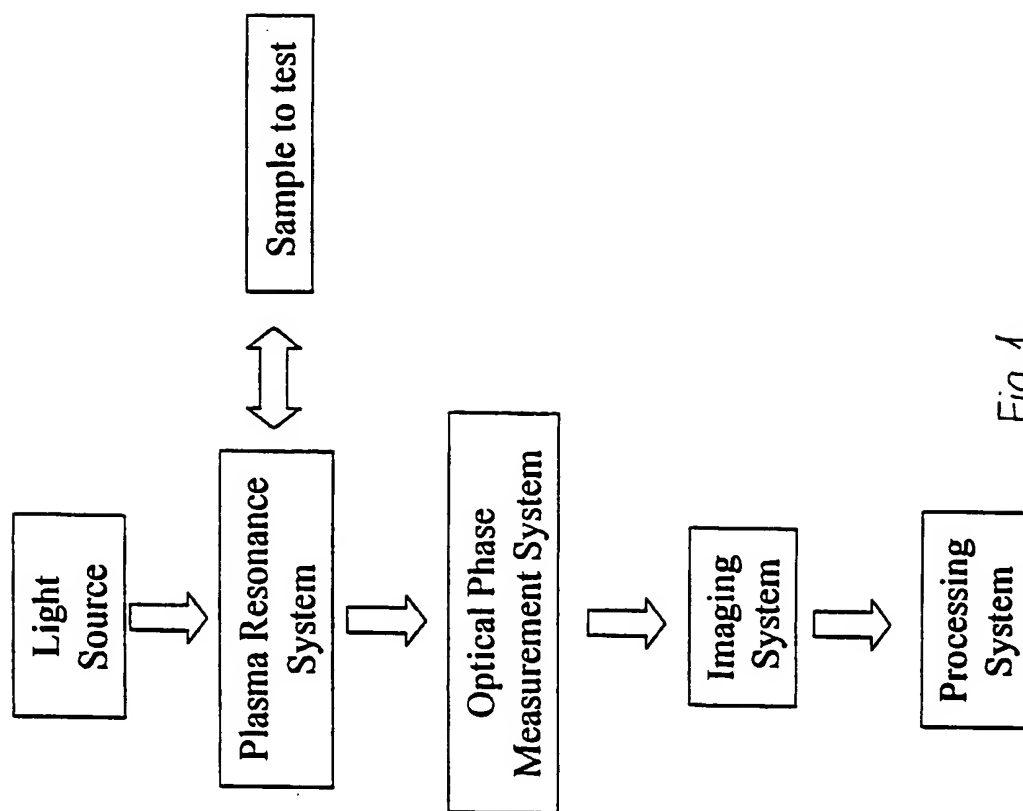 Light
Source
Plasma Resonance
System
Sample to test
Optical Phase
Measurement System
Imaging
System
Processing
System
Fig. 1